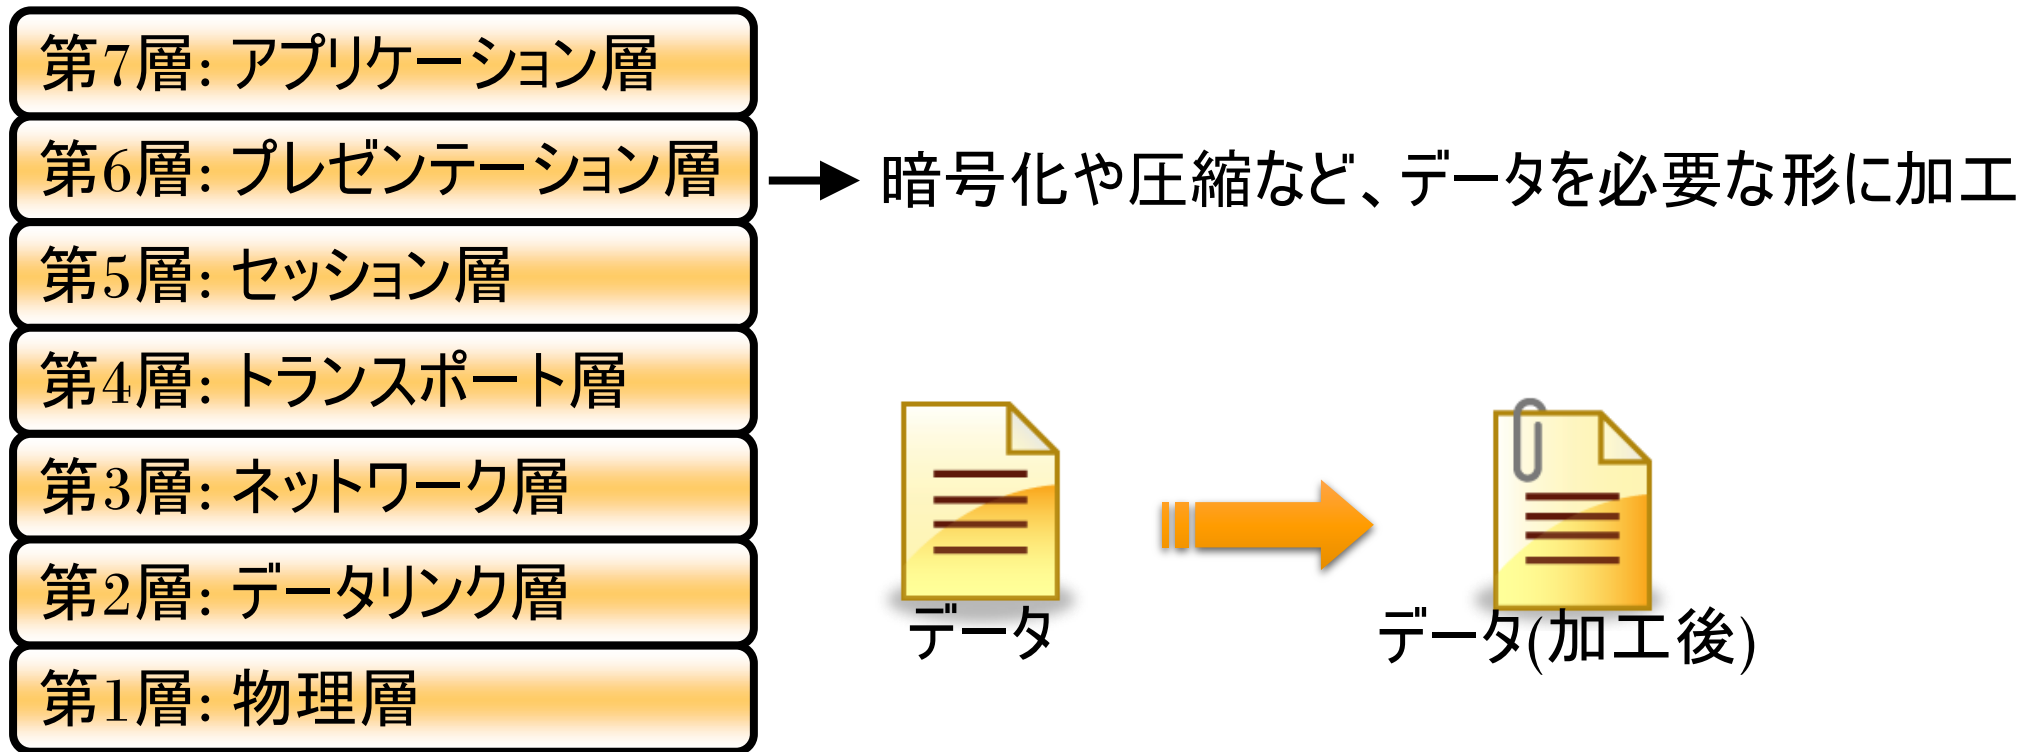 第7層: アプリケーション層
第6層: プレゼンテーション層
暗号化や圧縮など、データを必要な形に加工
第5層: セッション層
第4層: トランスポート層
第3層: ネットワーク層
第2層: データリンク層
第1層: 物理層
データ
データ(加工後)